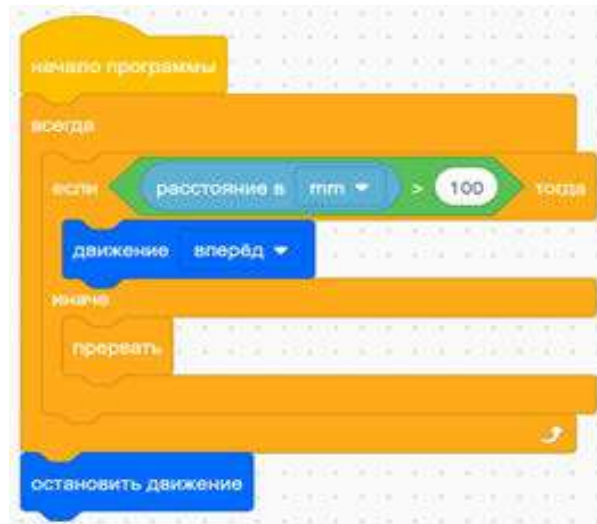 начало программы
всегда
если расстояние в mm > 100 тогда
движение вперёд
иначе
прервать
остановить движение